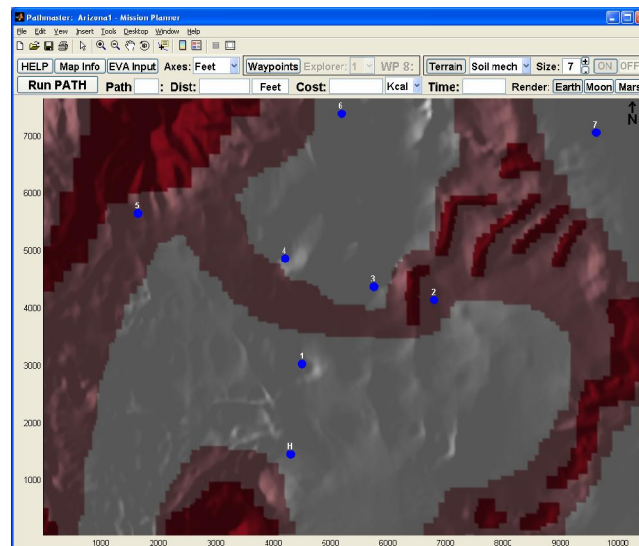 Pathmaster: Arizona1 - Mission Planner
File Edit View Insert Tools Desktop Window Help
HELP Map Info EVA Input Axes: Feet Waypoints Explorer: 1 WP 8: Terrain Soil mech Size: 7 ON OFF
Run PATH Path : Dist: Feet Cost: Kcal Time: Render: Earth Moon Mars
6
7
N
7000
6000
5
5000
4
3
2
4000
1
3000
2000
H
1000
1000 2000 3000 4000 5000 6000 7000 8000 9000 10000